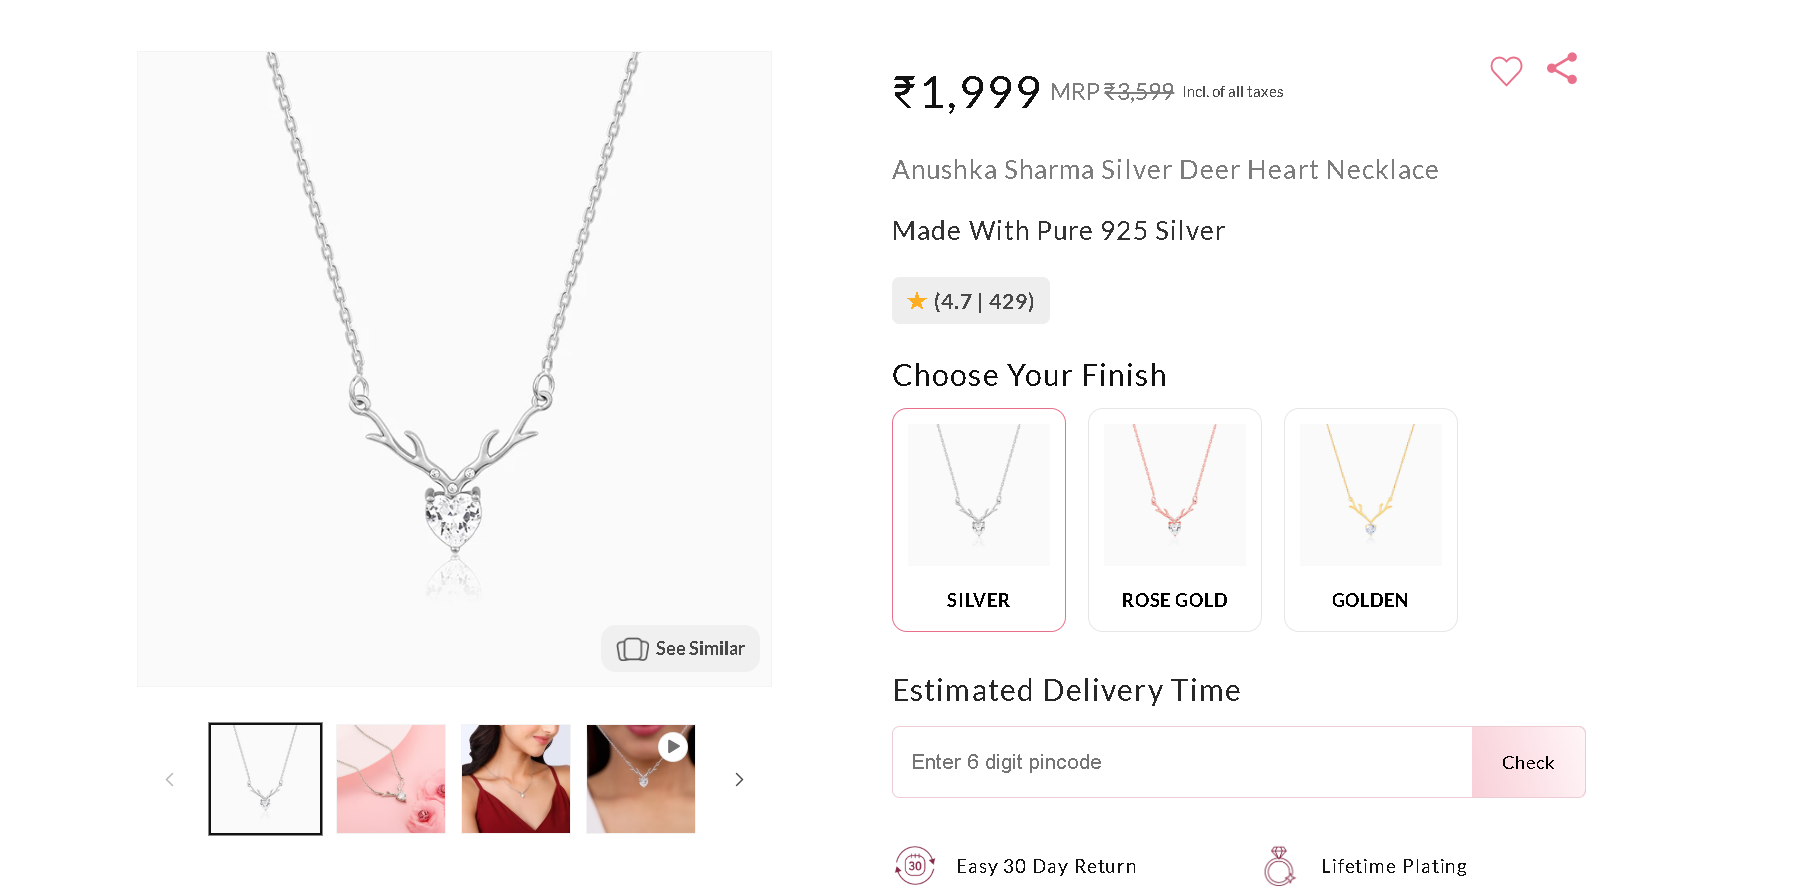 ₹1,999 MRP ₹3,599 Incl. of all taxes
Anushka Sharma Silver Deer Heart Necklace
Made With Pure 925 Silver
(4.7 | 429)
Choose Your Finish
SILVER
ROSE GOLD
GOLDEN
See Similar
Estimated Delivery Time
Enter 6 digit pincode
Check
30
Easy 30 Day Return
Lifetime Plating